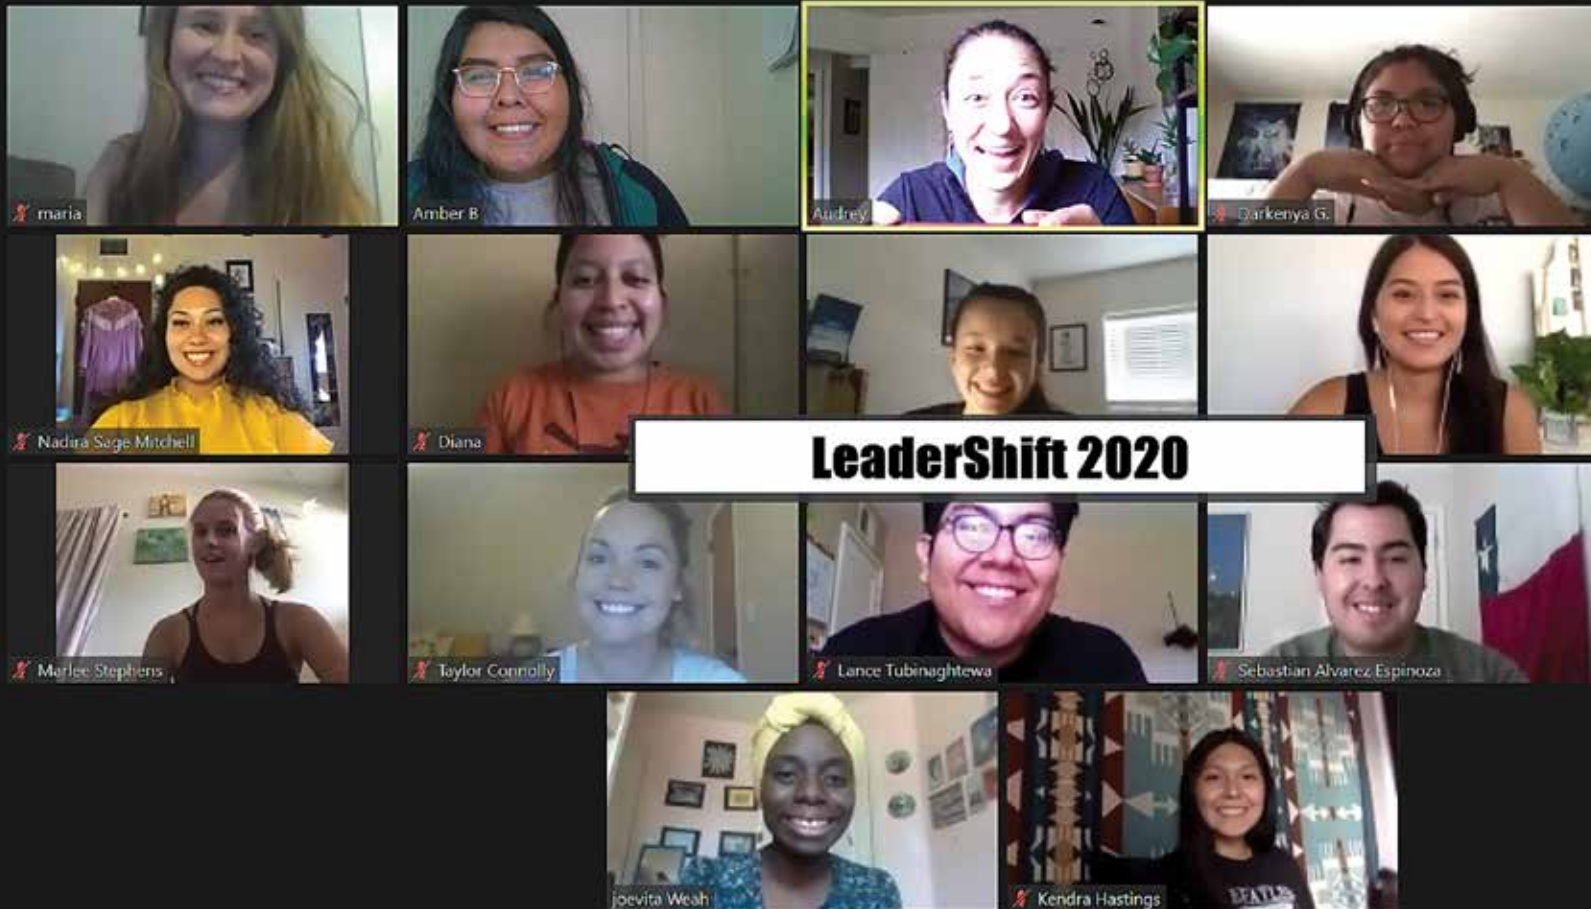 maria
Amber B
Audrey
Darkenya G.
Nadira Sage Mitchell
Diana
LeaderShift 2020
Marlee Stephens
Taylor Connolly
Lance Tubinaghtewa
Sebastian Alvarez Espinoza
joevita Weah
Kendra Hastings
BEATLES